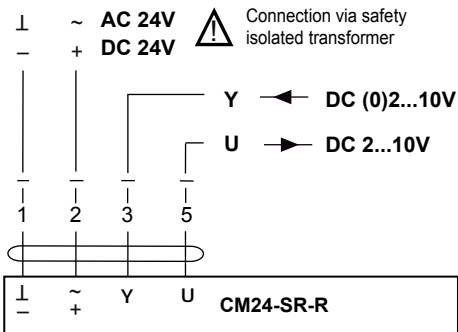 ⊥ ~ AC 24V
– + DC 24V
! Connection via safety
isolated transformer
Y DC (0)2...10V
U DC 2...10V
1 2 3 5
⊥ ~ Y U CM24-SR-R
– +